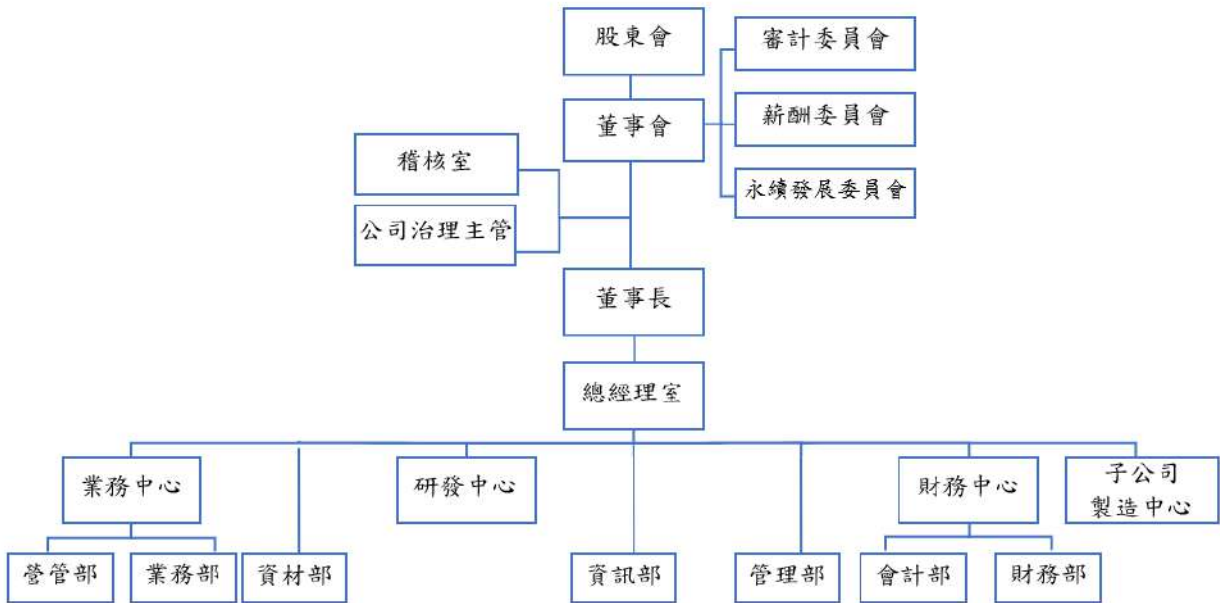 股東會
審計委員會
董事會
薪酬委員會
稽核室
永續發展委員會
公司治理主管
董事長
總經理室
業務中心
研發中心
財務中心
子公司
製造中心
營管部
業務部
資材部
資訊部
管理部
會計部
財務部